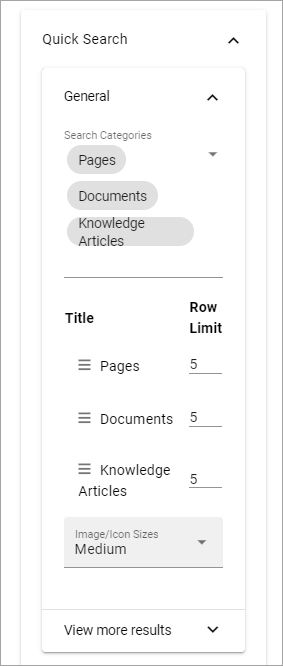 Quick Search
General
Search Categories
Pages
Documents
Knowledge
Articles
Title
Row
Limit
Pages 5
Documents 5
Knowledge
Articles 5
Image/Icon Sizes
Medium
View more results